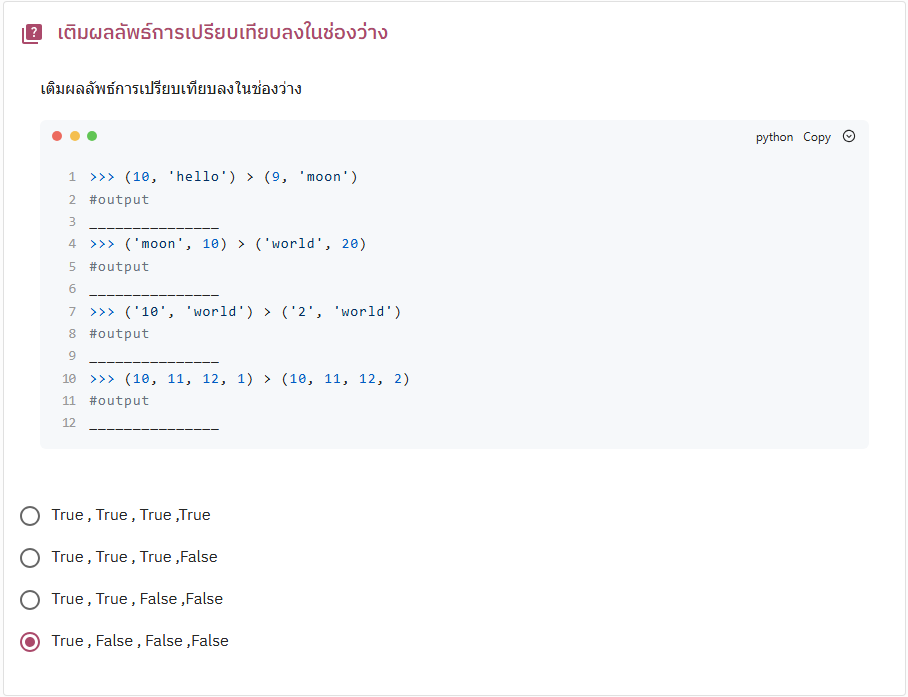 เติมผลลัพธ์การเปรียบเทียบลงในช่องว่าง
เติมผลลัพธ์การเปรียบเทียบลงในช่องว่าง
python Copy
1 >>> (10, 'hello') > (9, 'moon')
2 #output
3 _______________
4 >>> ('moon', 10) > ('world', 20)
5 #output
6 _______________
7 >>> ('10', 'world') > ('2', 'world')
8 #output
9 _______________
10 >>> (10, 11, 12, 1) > (10, 11, 12, 2)
11 #output
12 _______________
True , True , True ,True
True , True , True ,False
True , True , False ,False
True , False , False ,False